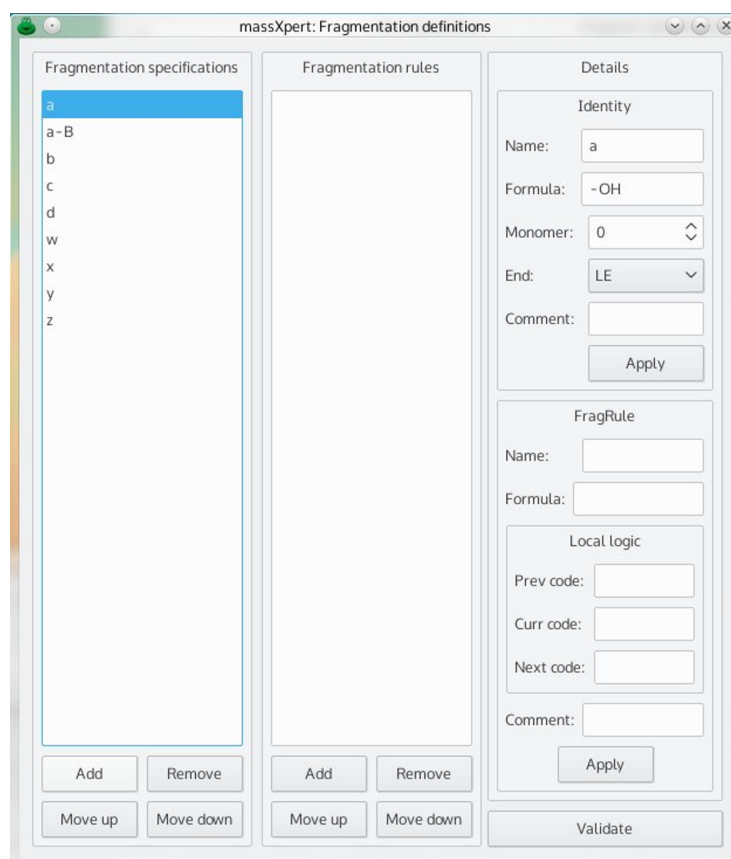 massXpert: Fragmentation definitions
Fragmentation specifications
a
a-B
b
c
d
w
x
y
z
Add Remove
Move up Move down
Fragmentation rules
Add Remove
Move up Move down
Details
Identity
Name: a
Formula: -OH
Monomer: 0
End: LE
Comment:
Apply
FragRule
Name:
Formula:
Local logic
Prev code:
Curr code:
Next code:
Comment:
Apply
Validate